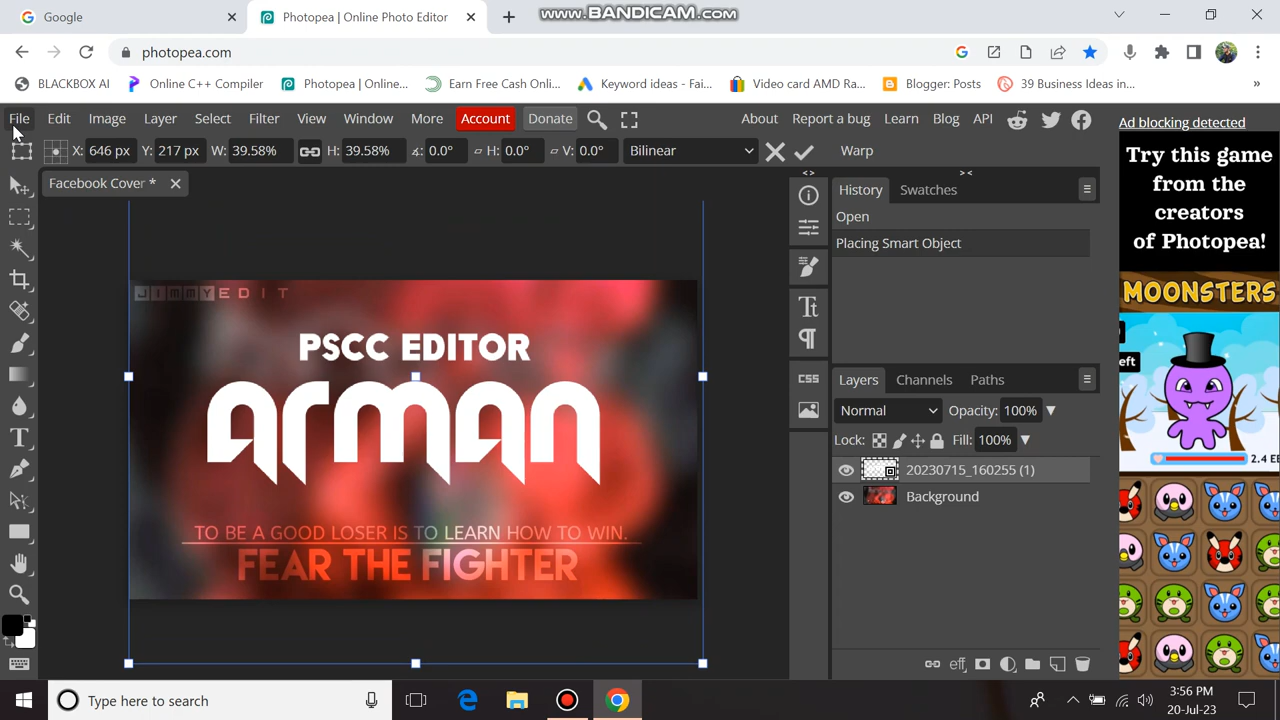 www.BANDICAM.com
Google
Photopea | Online Photo Editor
photopea.com
BLACKBOX AI
Online C++ Compiler
Photopea | Online...
Earn Free Cash Onli...
Keyword ideas - Fai...
Video card AMD Ra...
Blogger: Posts
39 Business Ideas in...
»
File Edit Image Layer Select Filter View Window More Account Donate
About Report a bug Learn Blog API
Ad blocking detected
X: 646 px Y: 217 px W: 39.58% H: 39.58% ∡: 0.0° H: 0.0° V: 0.0° Bilinear Warp
Facebook Cover *
History Swatches
Open
Placing Smart Object
JIMMYEDIT
PSCC EDITOR
ARMAN
TO BE A GOOD LOSER IS TO LEARN HOW TO WIN.
FEAR THE FIGHTER
CSS
Layers Channels Paths
Normal Opacity: 100%
Lock: Fill: 100%
20230715_160255 (1)
Background
eff
Try this game
from the
creators
of Photopea!
MOONSTERS
eft
2.4 EE
Type here to search
3:56 PM
20-Jul-23